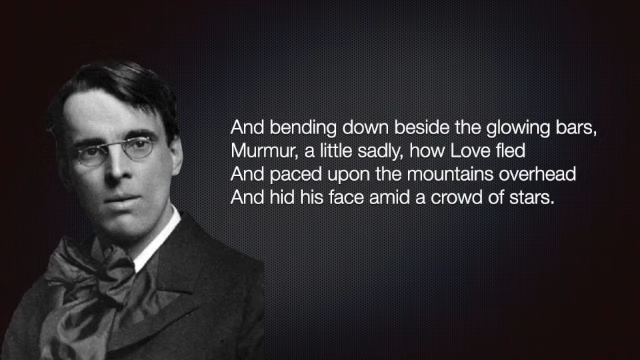 And bending down beside the glowing bars,
Murmur, a little sadly, how Love fled
And paced upon the mountains overhead
And hid his face amid a crowd of stars.